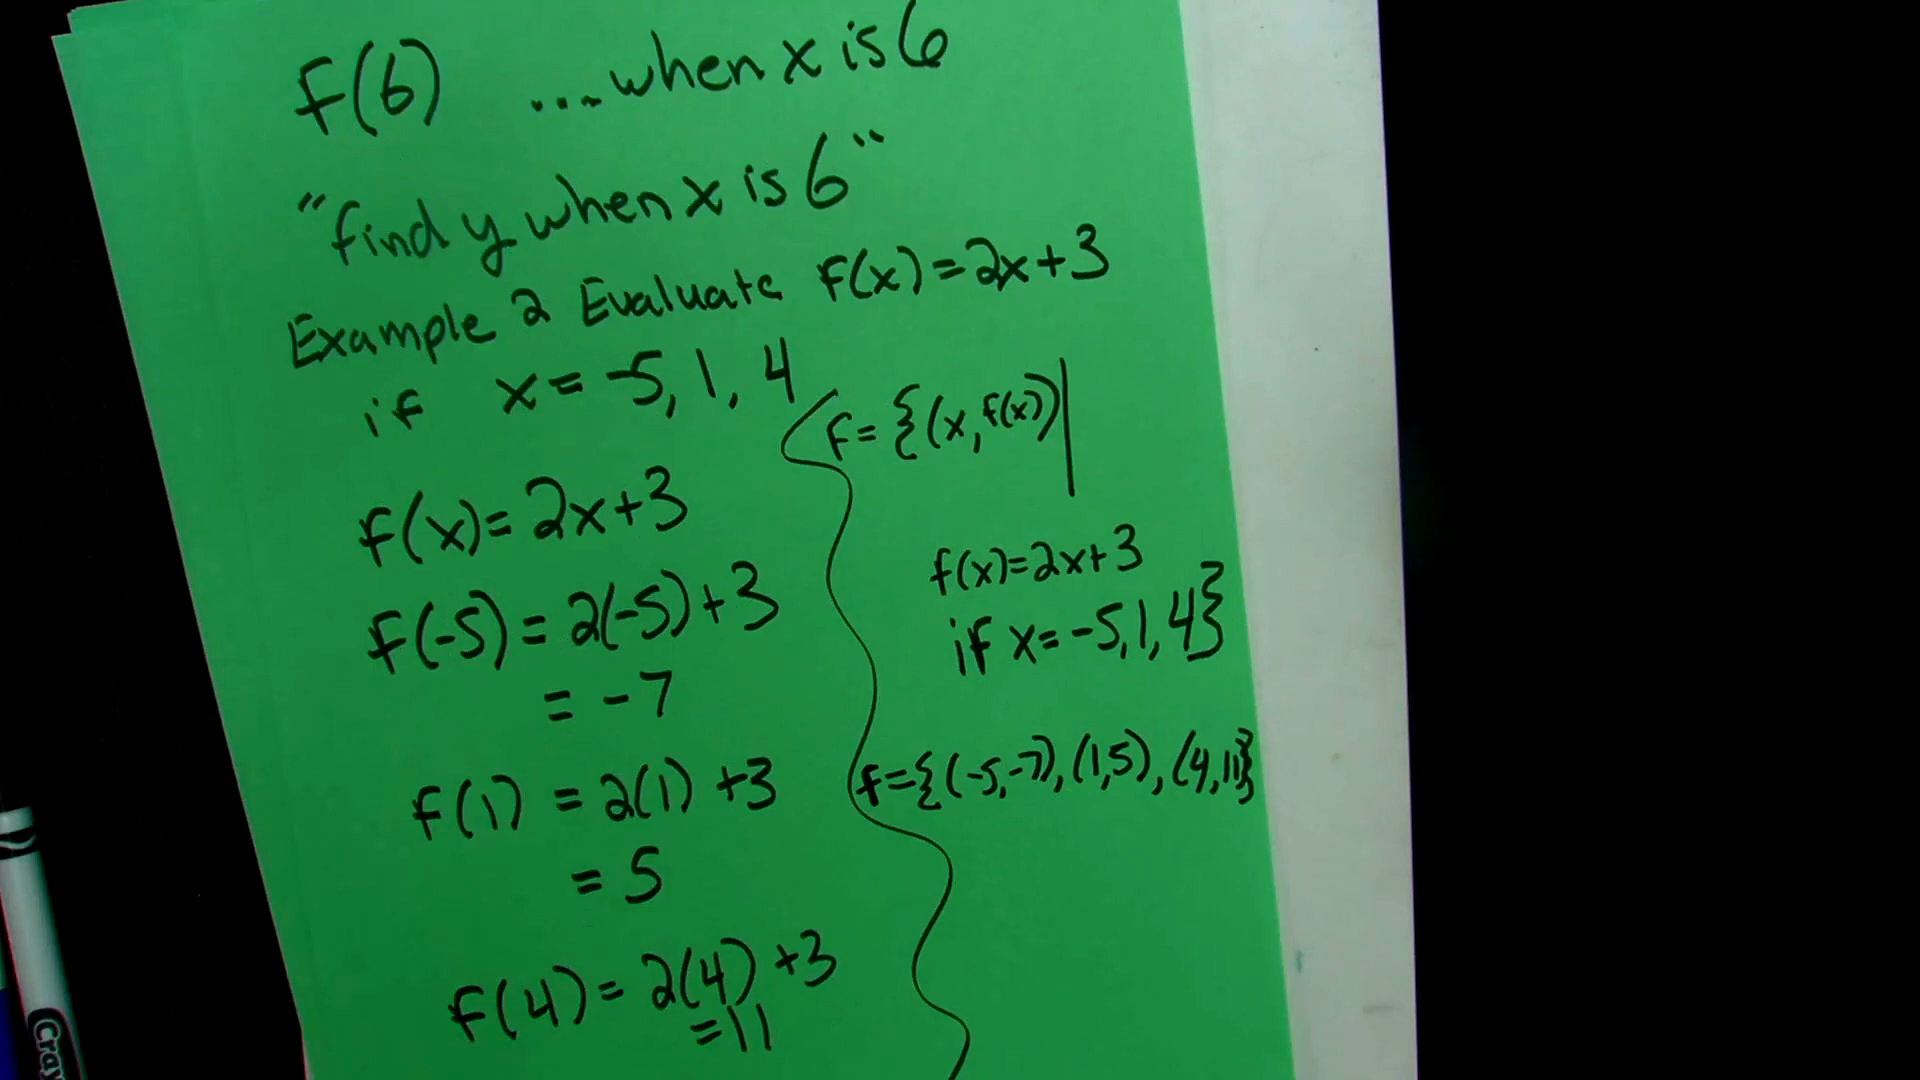 f(6) ...when x is 6
"find y when x is 6"
Example 2 Evaluate f(x)=2x+3
if x = -5, 1, 4
f(x)=2x+3
f(-5) = 2(-5)+3
= -7
f(1) = 2(1) +3
= 5
f(4) = 2(4) +3
=11
f= {(x, f(x))|
f(x)=2x+3
if x= -5, 1, 4}
f={(-5,-7), (1,5), (4,11)}
Cray